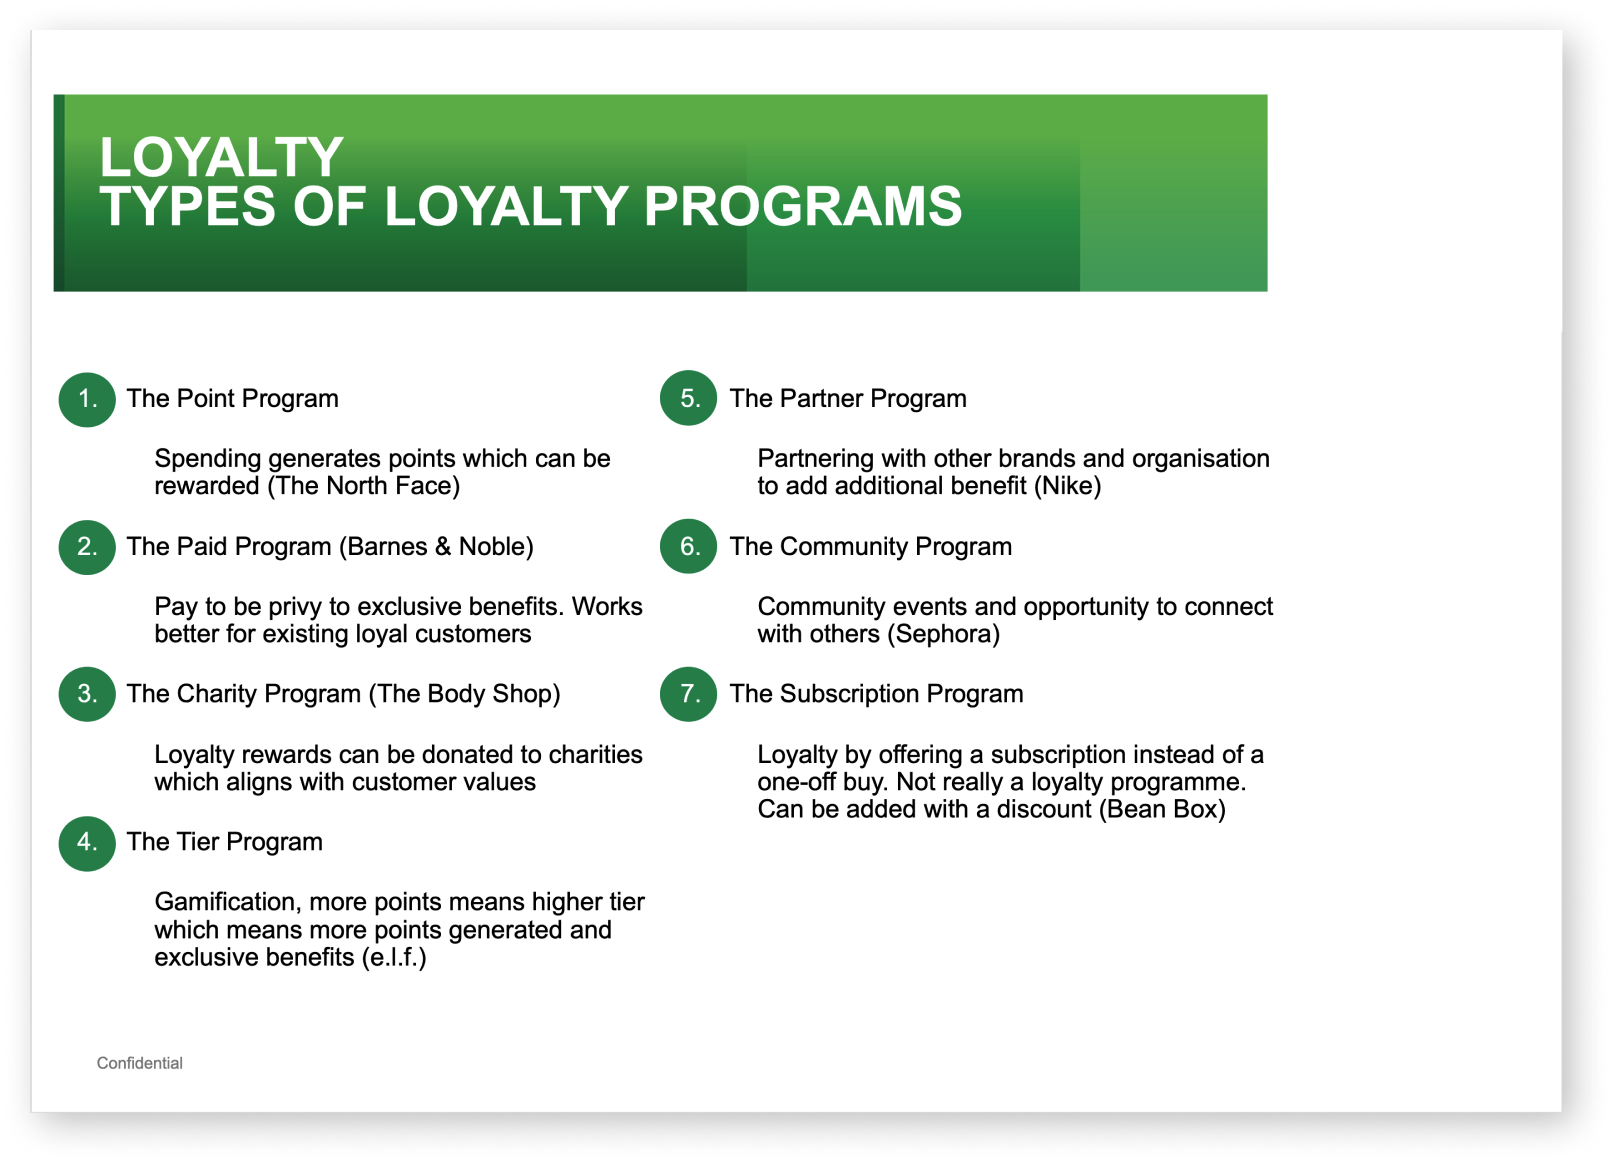 LOYALTY
TYPES OF LOYALTY PROGRAMS
1. The Point Program
Spending generates points which can be
rewarded (The North Face)
2. The Paid Program (Barnes & Noble)
Pay to be privy to exclusive benefits. Works
better for existing loyal customers
3. The Charity Program (The Body Shop)
Loyalty rewards can be donated to charities
which aligns with customer values
4. The Tier Program
Gamification, more points means higher tier
which means more points generated and
exclusive benefits (e.l.f.)
5. The Partner Program
Partnering with other brands and organisation
to add additional benefit (Nike)
6. The Community Program
Community events and opportunity to connect
with others (Sephora)
7. The Subscription Program
Loyalty by offering a subscription instead of a
one-off buy. Not really a loyalty programme.
Can be added with a discount (Bean Box)
Confidential